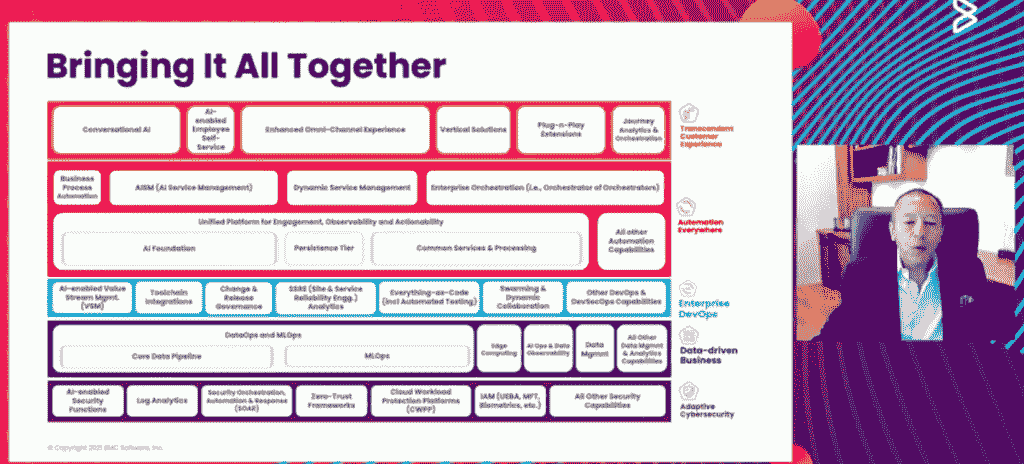 Bringing It All Together
Conversational AI
AI-
enabled
Employee
Self-
Service
Enhanced Omni-Channel Experience
Vertical Solutions
Plug-n-Play
Extensions
Journey
Analytics &
Orchestration
Transcendent
Customer
Experience
Business
Process
Automation
AISM (AI Service Management)
Dynamic Service Management
Enterprise Orchestration (i.e., Orchestrator of Orchestrators)
Unified Platform for Engagement, Observability and Actionability
AI Foundation
Persistence Tier
Common Services & Processing
All other
Automation
Capabilities
Automation
Everywhere
AI-enabled Value
Stream Mgmt.
(VSM)
Toolchain
Integrations
Change &
Release
Governance
SSRE (Site & Service
Reliability Engg.)
Analytics
Everything-as-Code
(incl Automated Testing)
Swarming &
Dynamic
Collaboration
Other DevOps &
DevSecOps Capabilities
Enterprise
DevOps
DataOps and MLOps
Core Data Pipeline
MLOps
Edge
Computing
AI Ops & Data
Observability
Data
Mgmnt
All Other
Data Mgmnt
& Analytics
Capabilities
Data-driven
Business
AI-enabled
Security
Functions
Log Analytics
Security Orchestration,
Automation & Response
(SOAR)
Zero-Trust
Frameworks
Cloud Workload
Protection Platforms
(CWPP)
IAM (UEBA, MFT,
Biometrics, etc.)
All Other Security
Capabilities
Adaptive
Cybersecurity
© Copyright 2021 BMC Software, Inc.